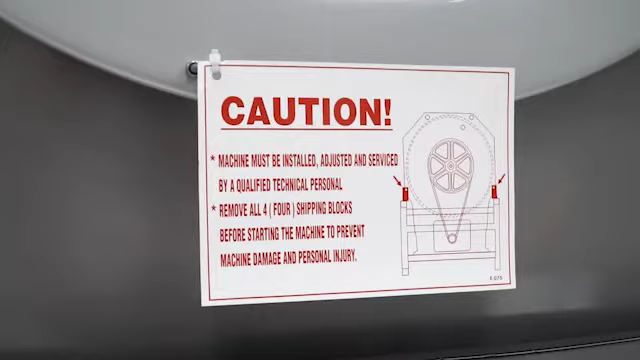 CAUTION!
* MACHINE MUST BE INSTALLED, ADJUSTED AND SERVICED
BY A QUALIFIED TECHNICAL PERSONAL
* REMOVE ALL 4 ( FOUR ) SHIPPING BLOCKS
BEFORE STARTING THE MACHINE TO PREVENT
MACHINE DAMAGE AND PERSONAL INJURY.